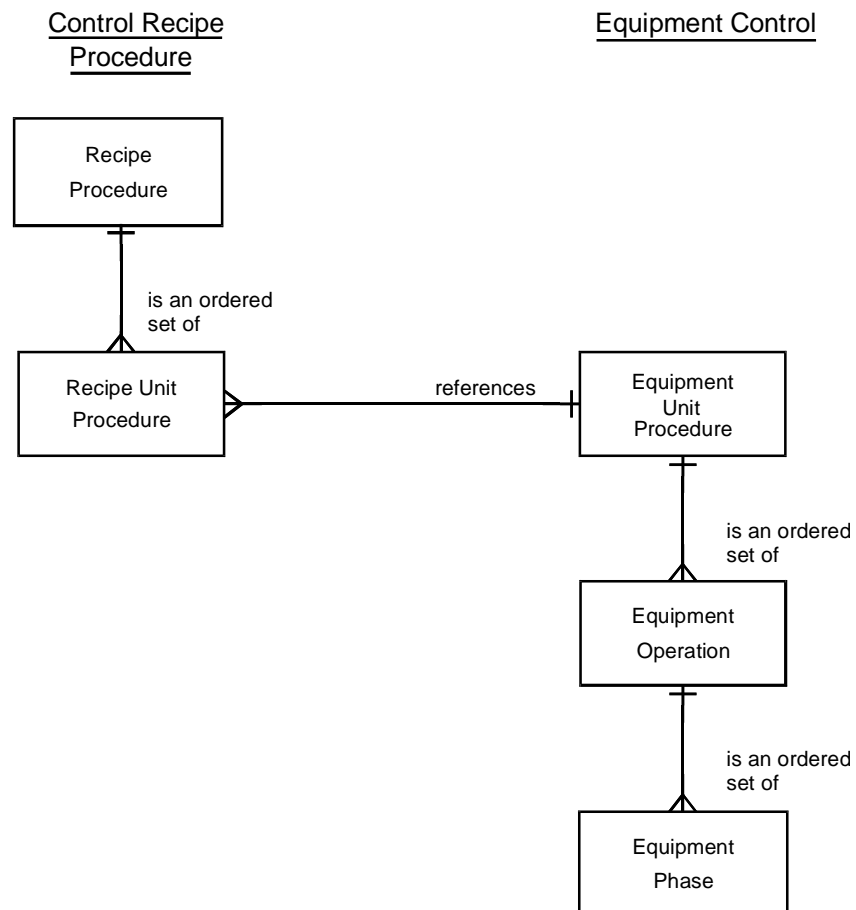 Control Recipe
Procedure
Equipment Control
Recipe
Procedure
is an ordered
set of
Recipe Unit
Procedure
references
Equipment
Unit
Procedure
is an ordered
set of
Equipment
Operation
is an ordered
set of
Equipment
Phase